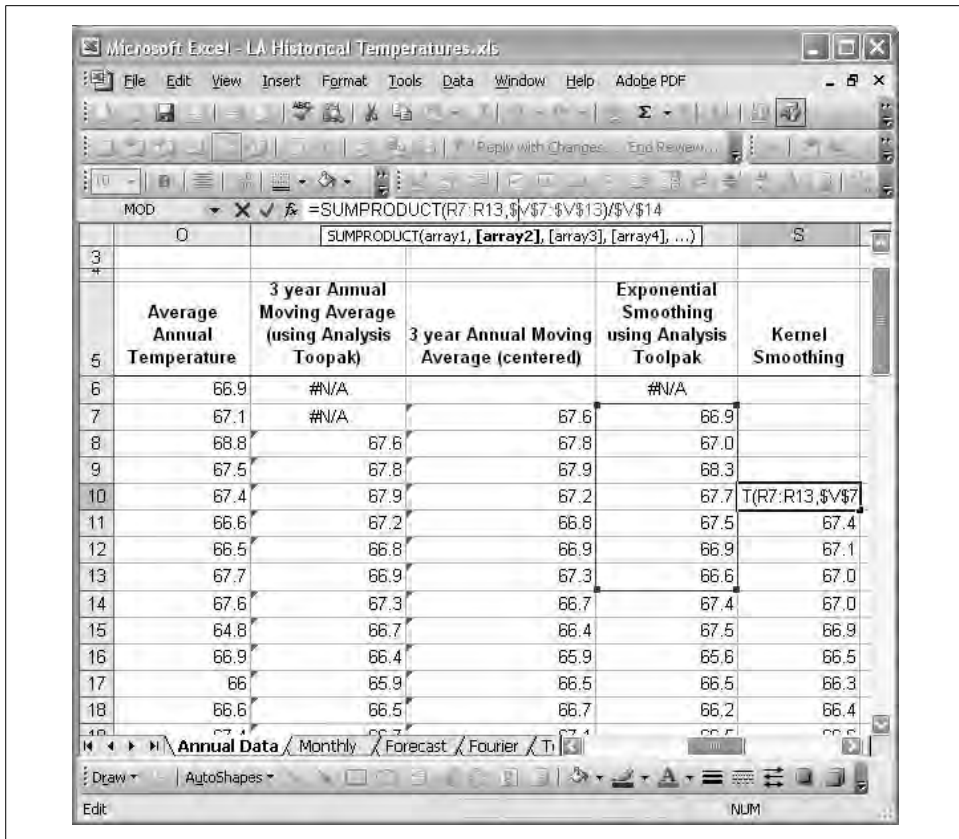 Microsoft Excel - LA Historical Temperatures.xls
File Edit View Insert Format Tools Data Window Help Adobe PDF
Σ
Reply with Changes... End Review...
10 B
MOD fx =SUMPRODUCT(R7:R13,$V$7:$V$13)/$V$14
O S
SUMPRODUCT(array1, [array2], [array3], [array4], ...)
3
4
5 Average Annual Temperature 3 year Annual Moving Average (using Analysis Toopak) 3 year Annual Moving Average (centered) Exponential Smoothing using Analysis Toolpak Kernel Smoothing
6 66.9 #N/A #N/A
7 67.1 #N/A 67.6 66.9
8 68.8 67.6 67.8 67.0
9 67.5 67.8 67.9 68.3
10 67.4 67.9 67.2 67.7 T(R7:R13,$V$7
11 66.6 67.2 66.8 67.5 67.4
12 66.5 66.8 66.9 66.9 67.1
13 67.7 66.9 67.3 66.6 67.0
14 67.6 67.3 66.7 67.4 67.0
15 64.8 66.7 66.4 67.5 66.9
16 66.9 66.4 65.9 65.6 66.5
17 66 65.9 66.5 66.5 66.3
18 66.6 66.5 66.7 66.2 66.4
Annual Data Monthly Forecast Fourier
Draw AutoShapes A
Edit NUM